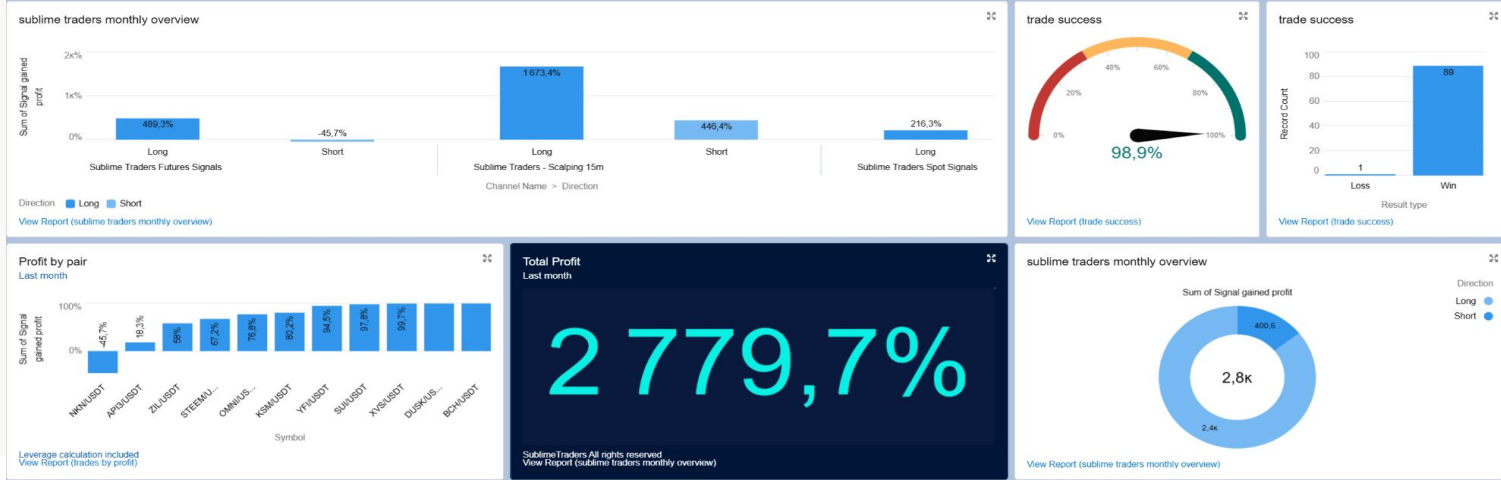 sublime traders monthly overview
Sum of Signal gained profit
2к%
1к%
0%
489,3%
-45,7%
1 673,4%
446,4%
216,3%
Long
Short
Long
Short
Long
Sublime Traders Futures Signals
Sublime Traders - Scalping 15m
Sublime Traders Spot Signals
Channel Name > Direction
Direction
Long
Short
View Report (sublime traders monthly overview)
trade success
0%
20%
40%
60%
80%
100%
98,9%
View Report (trade success)
trade success
Record Count
100
80
60
40
20
0
1
89
Loss
Win
Result type
View Report (trade success)
Profit by pair
Last month
Sum of Signal gained profit
100%
0%
-45,7%
18,3%
58%
67,2%
76,8%
80,2%
94,5%
97,8%
99,7%
NKN/USDT
API3/USDT
ZIL/USDT
STEEM/U...
OMNI/US...
KSM/USDT
YFI/USDT
SUI/USDT
XVS/USDT
DUSK/US...
BCH/USDT
Symbol
Leverage calculation included
View Report (trades by profit)
Total Profit
Last month
2 779,7%
SublimeTraders All rights reserved
View Report (sublime traders monthly overview)
sublime traders monthly overview
Sum of Signal gained profit
Direction
Long
Short
400,6
2,8к
2,4к
View Report (sublime traders monthly overview)